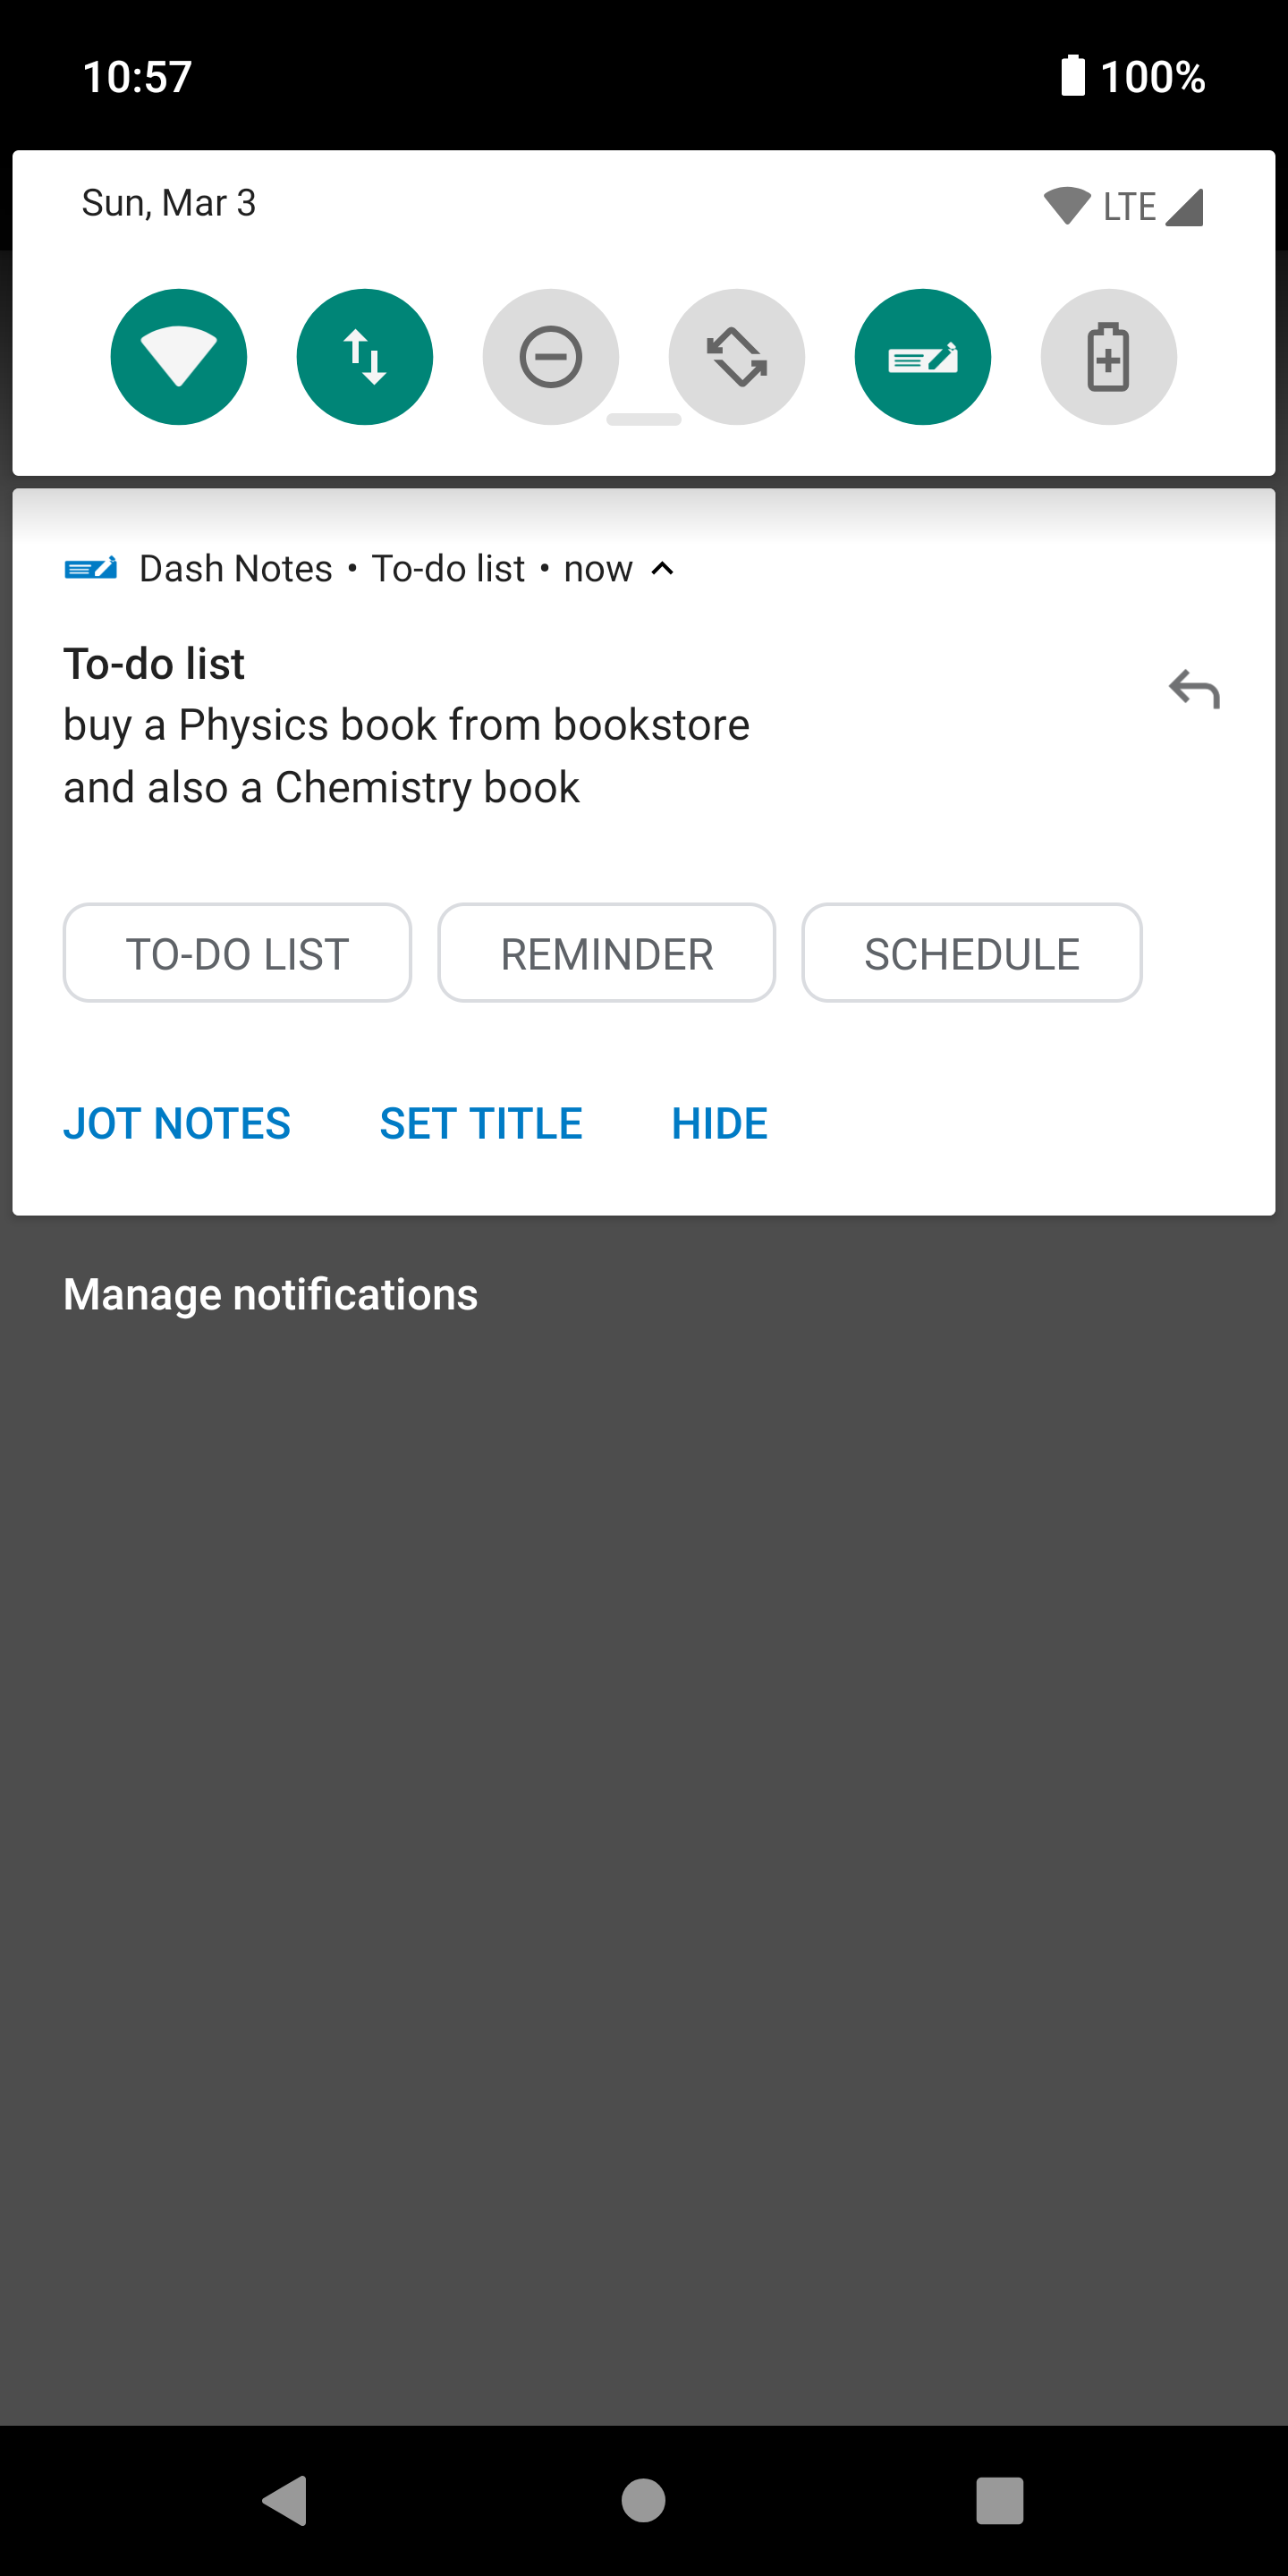 10:57 100%
Sun, Mar 3 LTE
Dash Notes • To-do list • now
To-do list
buy a Physics book from bookstore
and also a Chemistry book
TO-DO LIST REMINDER SCHEDULE
JOT NOTES SET TITLE HIDE
Manage notifications